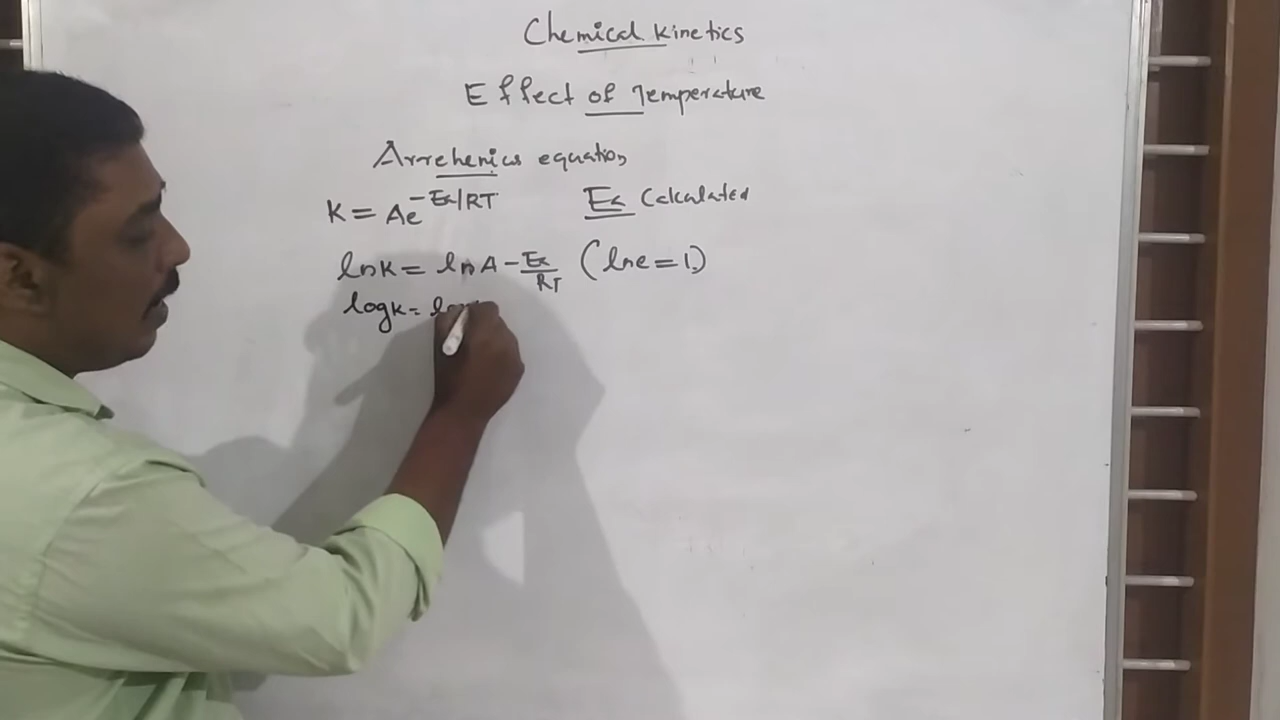 Chemical Kinetics
Effect of Temperature
Arrehenius equation
K = Ae^-Ea/RT Ea Calculated
lnK = lnA - Ea/RT (lne = 1)
logK = log